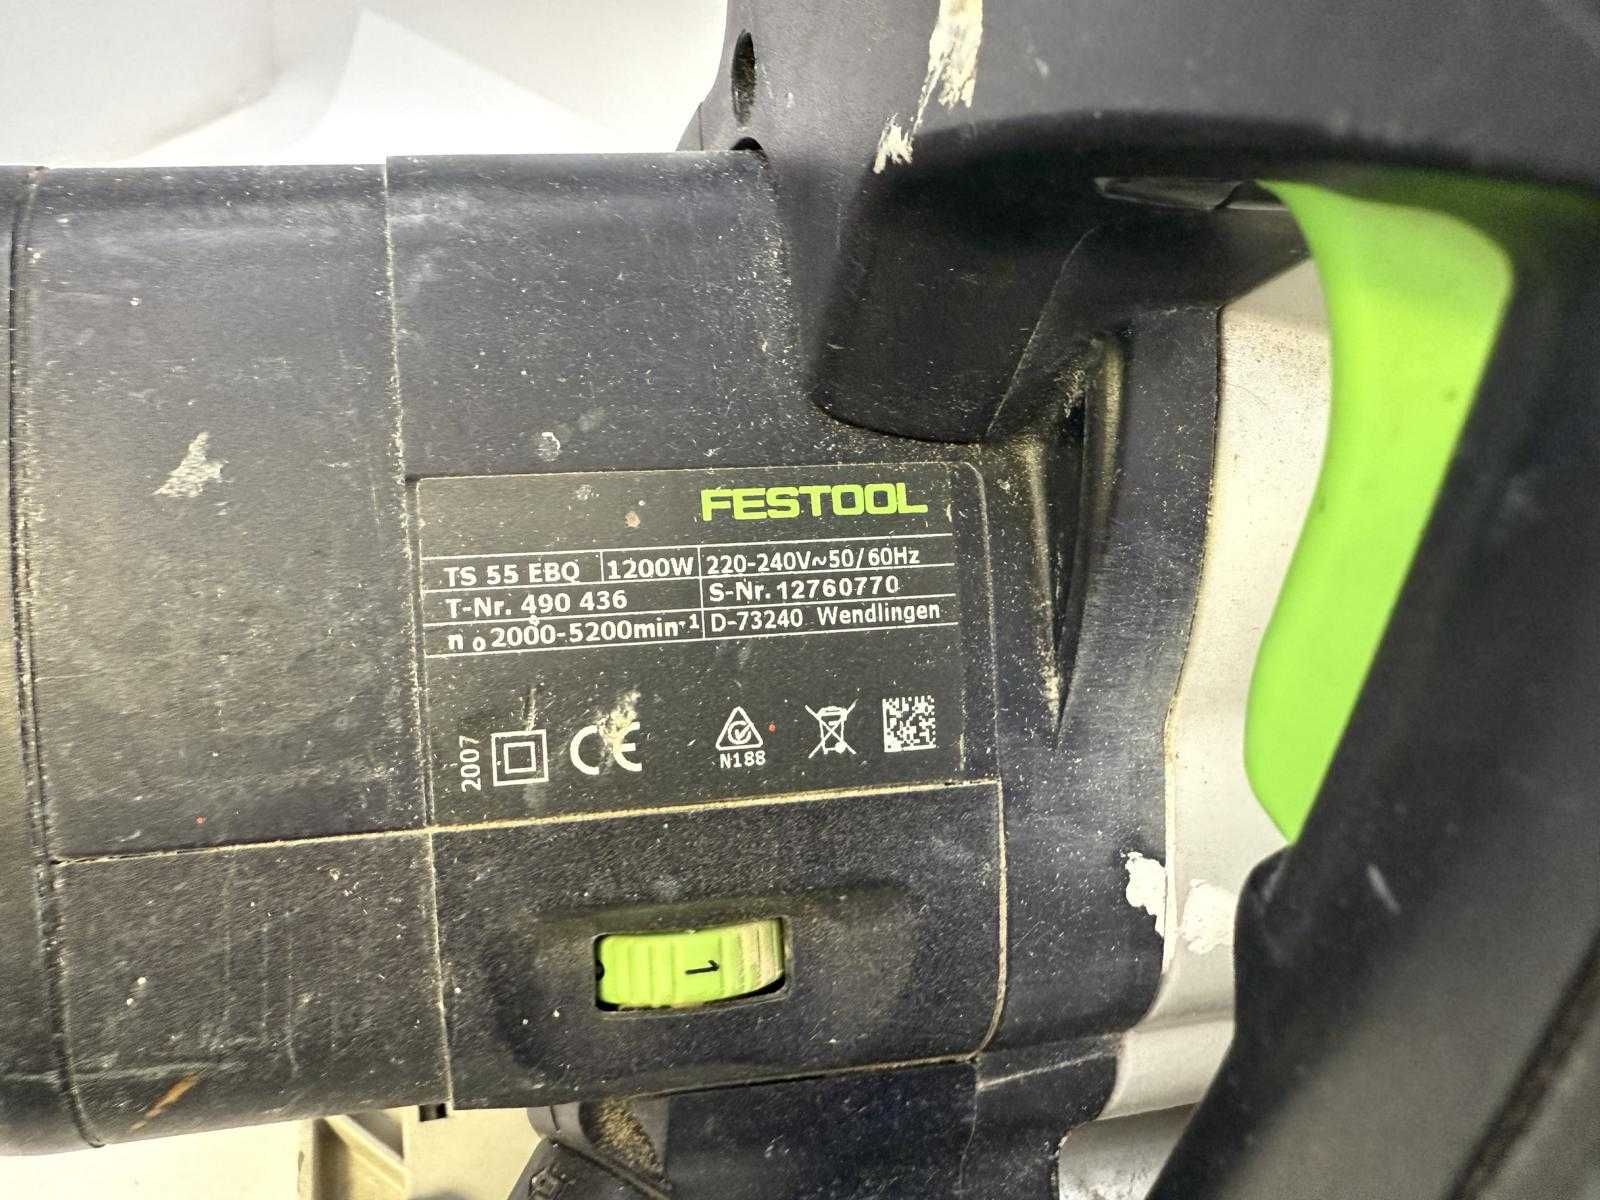 FESTOOL
TS 55 EBQ 1200W 220-240V~50/60Hz
T-Nr. 490 436 S-Nr. 12760770
n₀ 2000-5200min⁻¹ D-73240 Wendlingen
2007
CE
N188
1